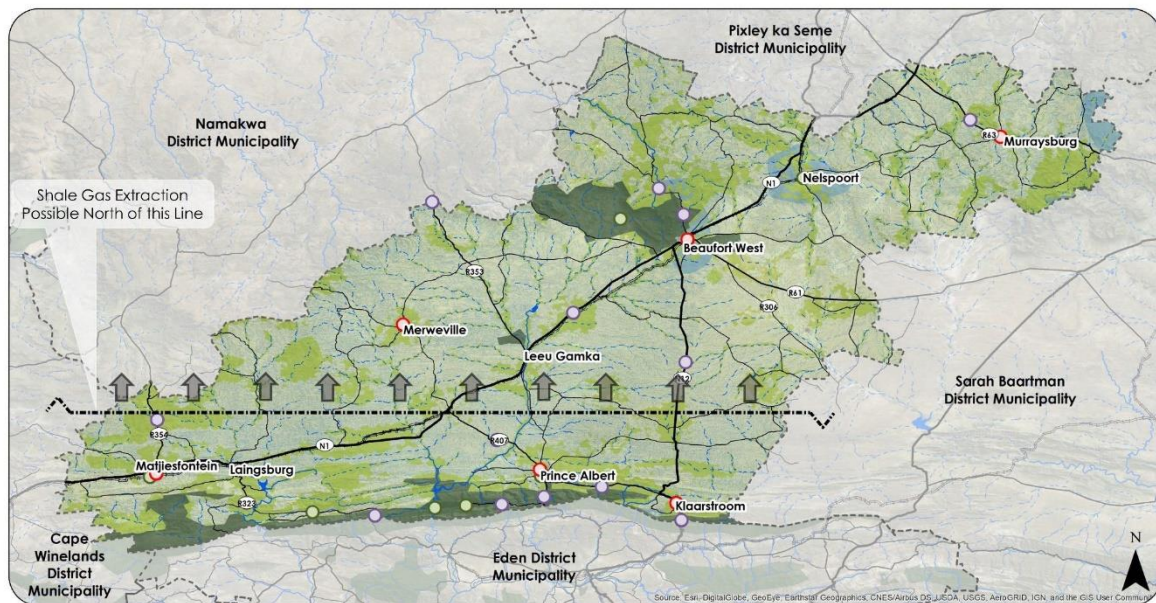 Pixley ka Seme
District Municipality
Namakwa
District Municipality
R63
Murraysburg
Shale Gas Extraction
Possible North of this Line
N1
Nelspoort
Beaufort West
R353
R61
R306
Merweville
Leeu Gamka
Sarah Baartman
District Municipality
R354
N1
R407
Matjiesfontein
Laingsburg
Prince Albert
R323
Klaarstroom
Cape
Winelands
District
Municipality
Eden District
Municipality
N
Source: Esri, DigitalGlobe, GeoEye, Earthstar Geographics, CNES/Airbus DS, USDA, USGS, AeroGRID, IGN, and the GIS User